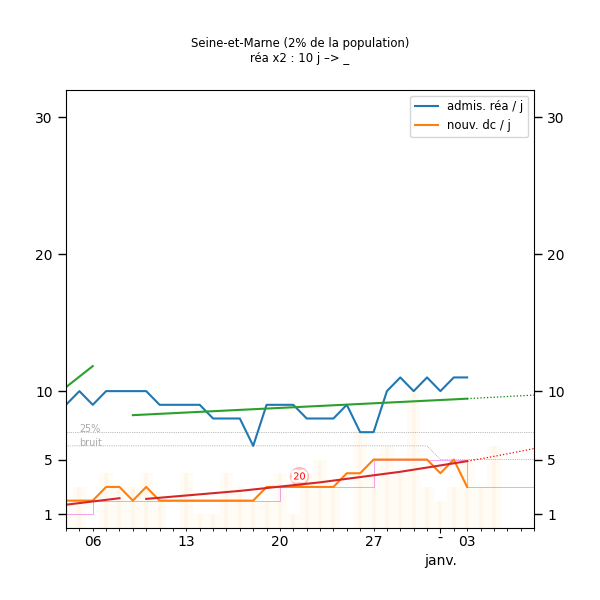 Seine-et-Marne (2% de la population)
réa x2 : 10 j –> _
admis. réa / j
nouv. dc / j
30 30
20 20
10 10
25%
bruit
5 5
20
1 1
06 13 20 27 - 03
janv.